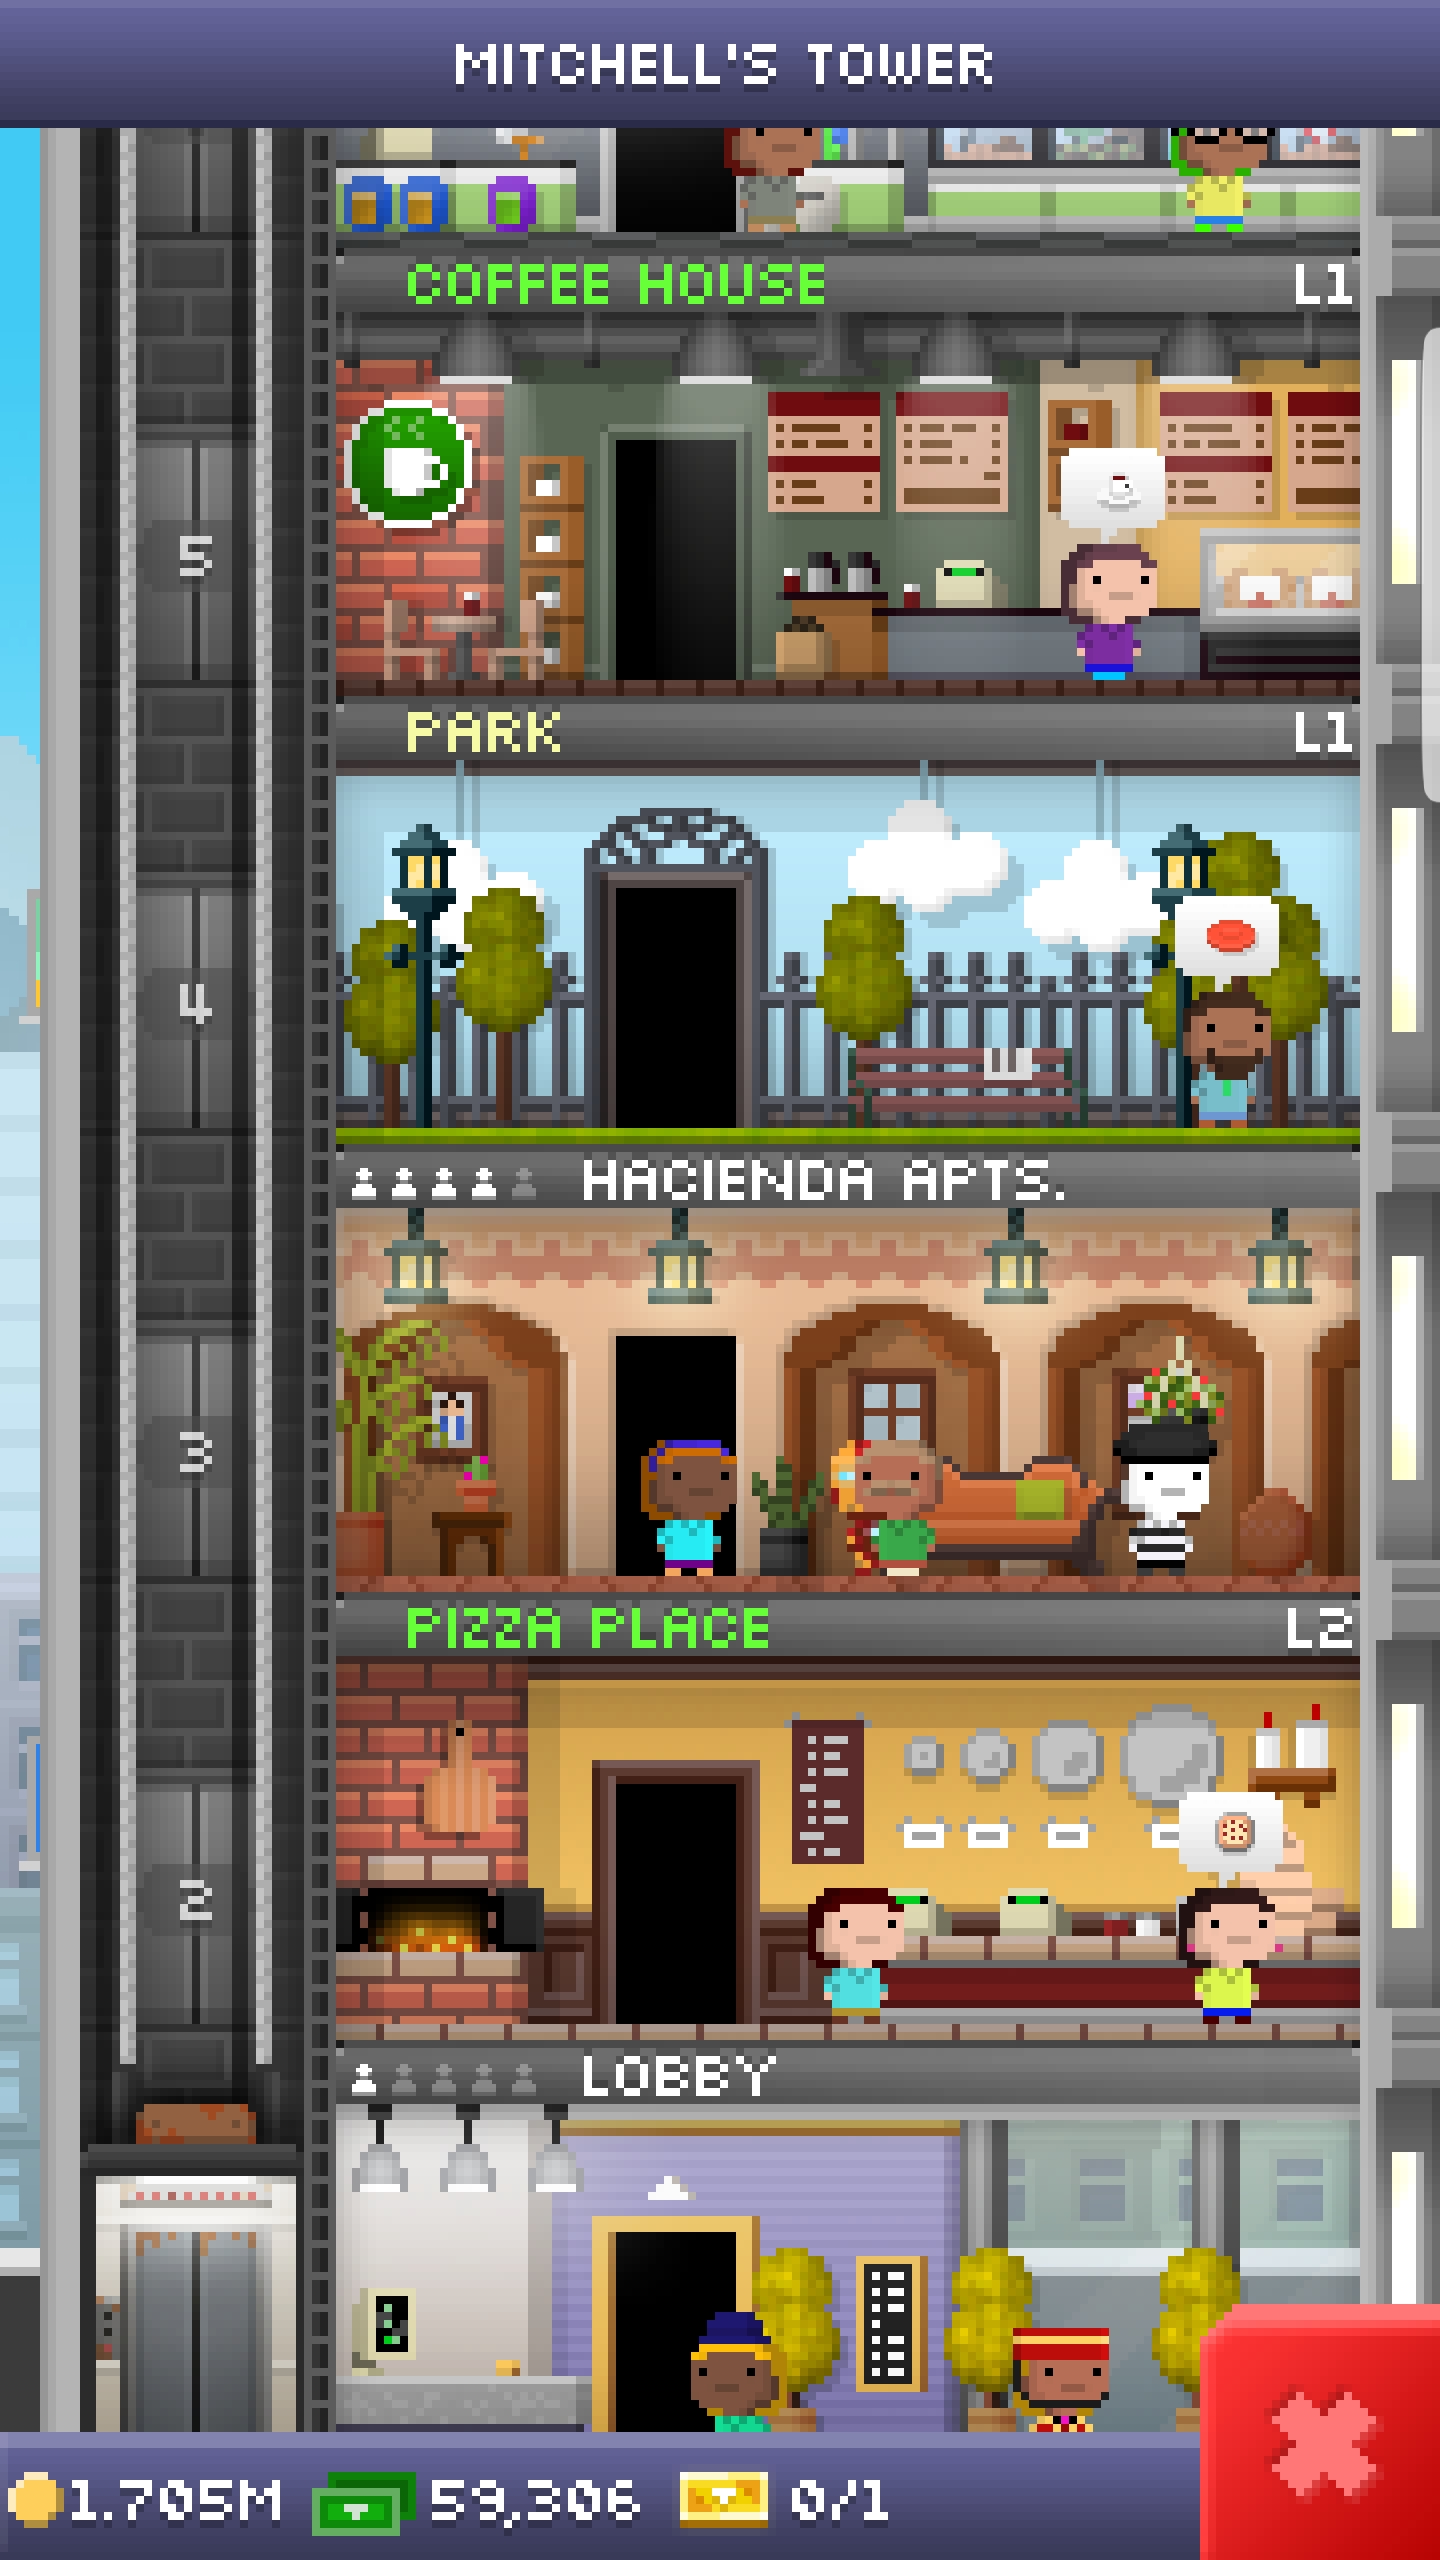 MITCHELL'S TOWER
COFFEE HOUSE L1
5
PARK L1
4
HACIENDA APTS.
3
PIZZA PLACE L2
2
LOBBY
1.705M 59,306 0/1